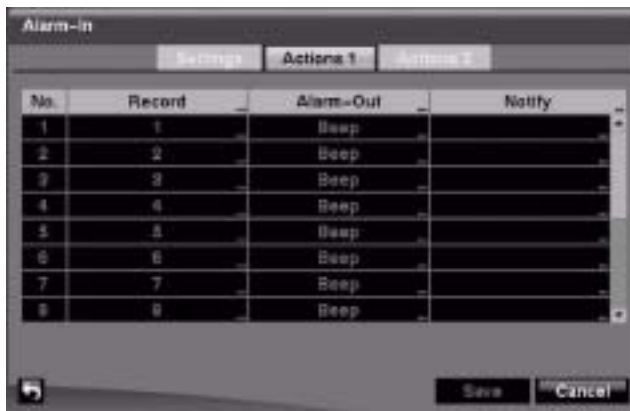 Alarm-In
Settings Actions 1 Actions 2
No. Record Alarm-Out Notify
1 1 Beep
2 2 Beep
3 3 Beep
4 4 Beep
5 5 Beep
6 6 Beep
7 7 Beep
8 8 Beep
Save Cancel